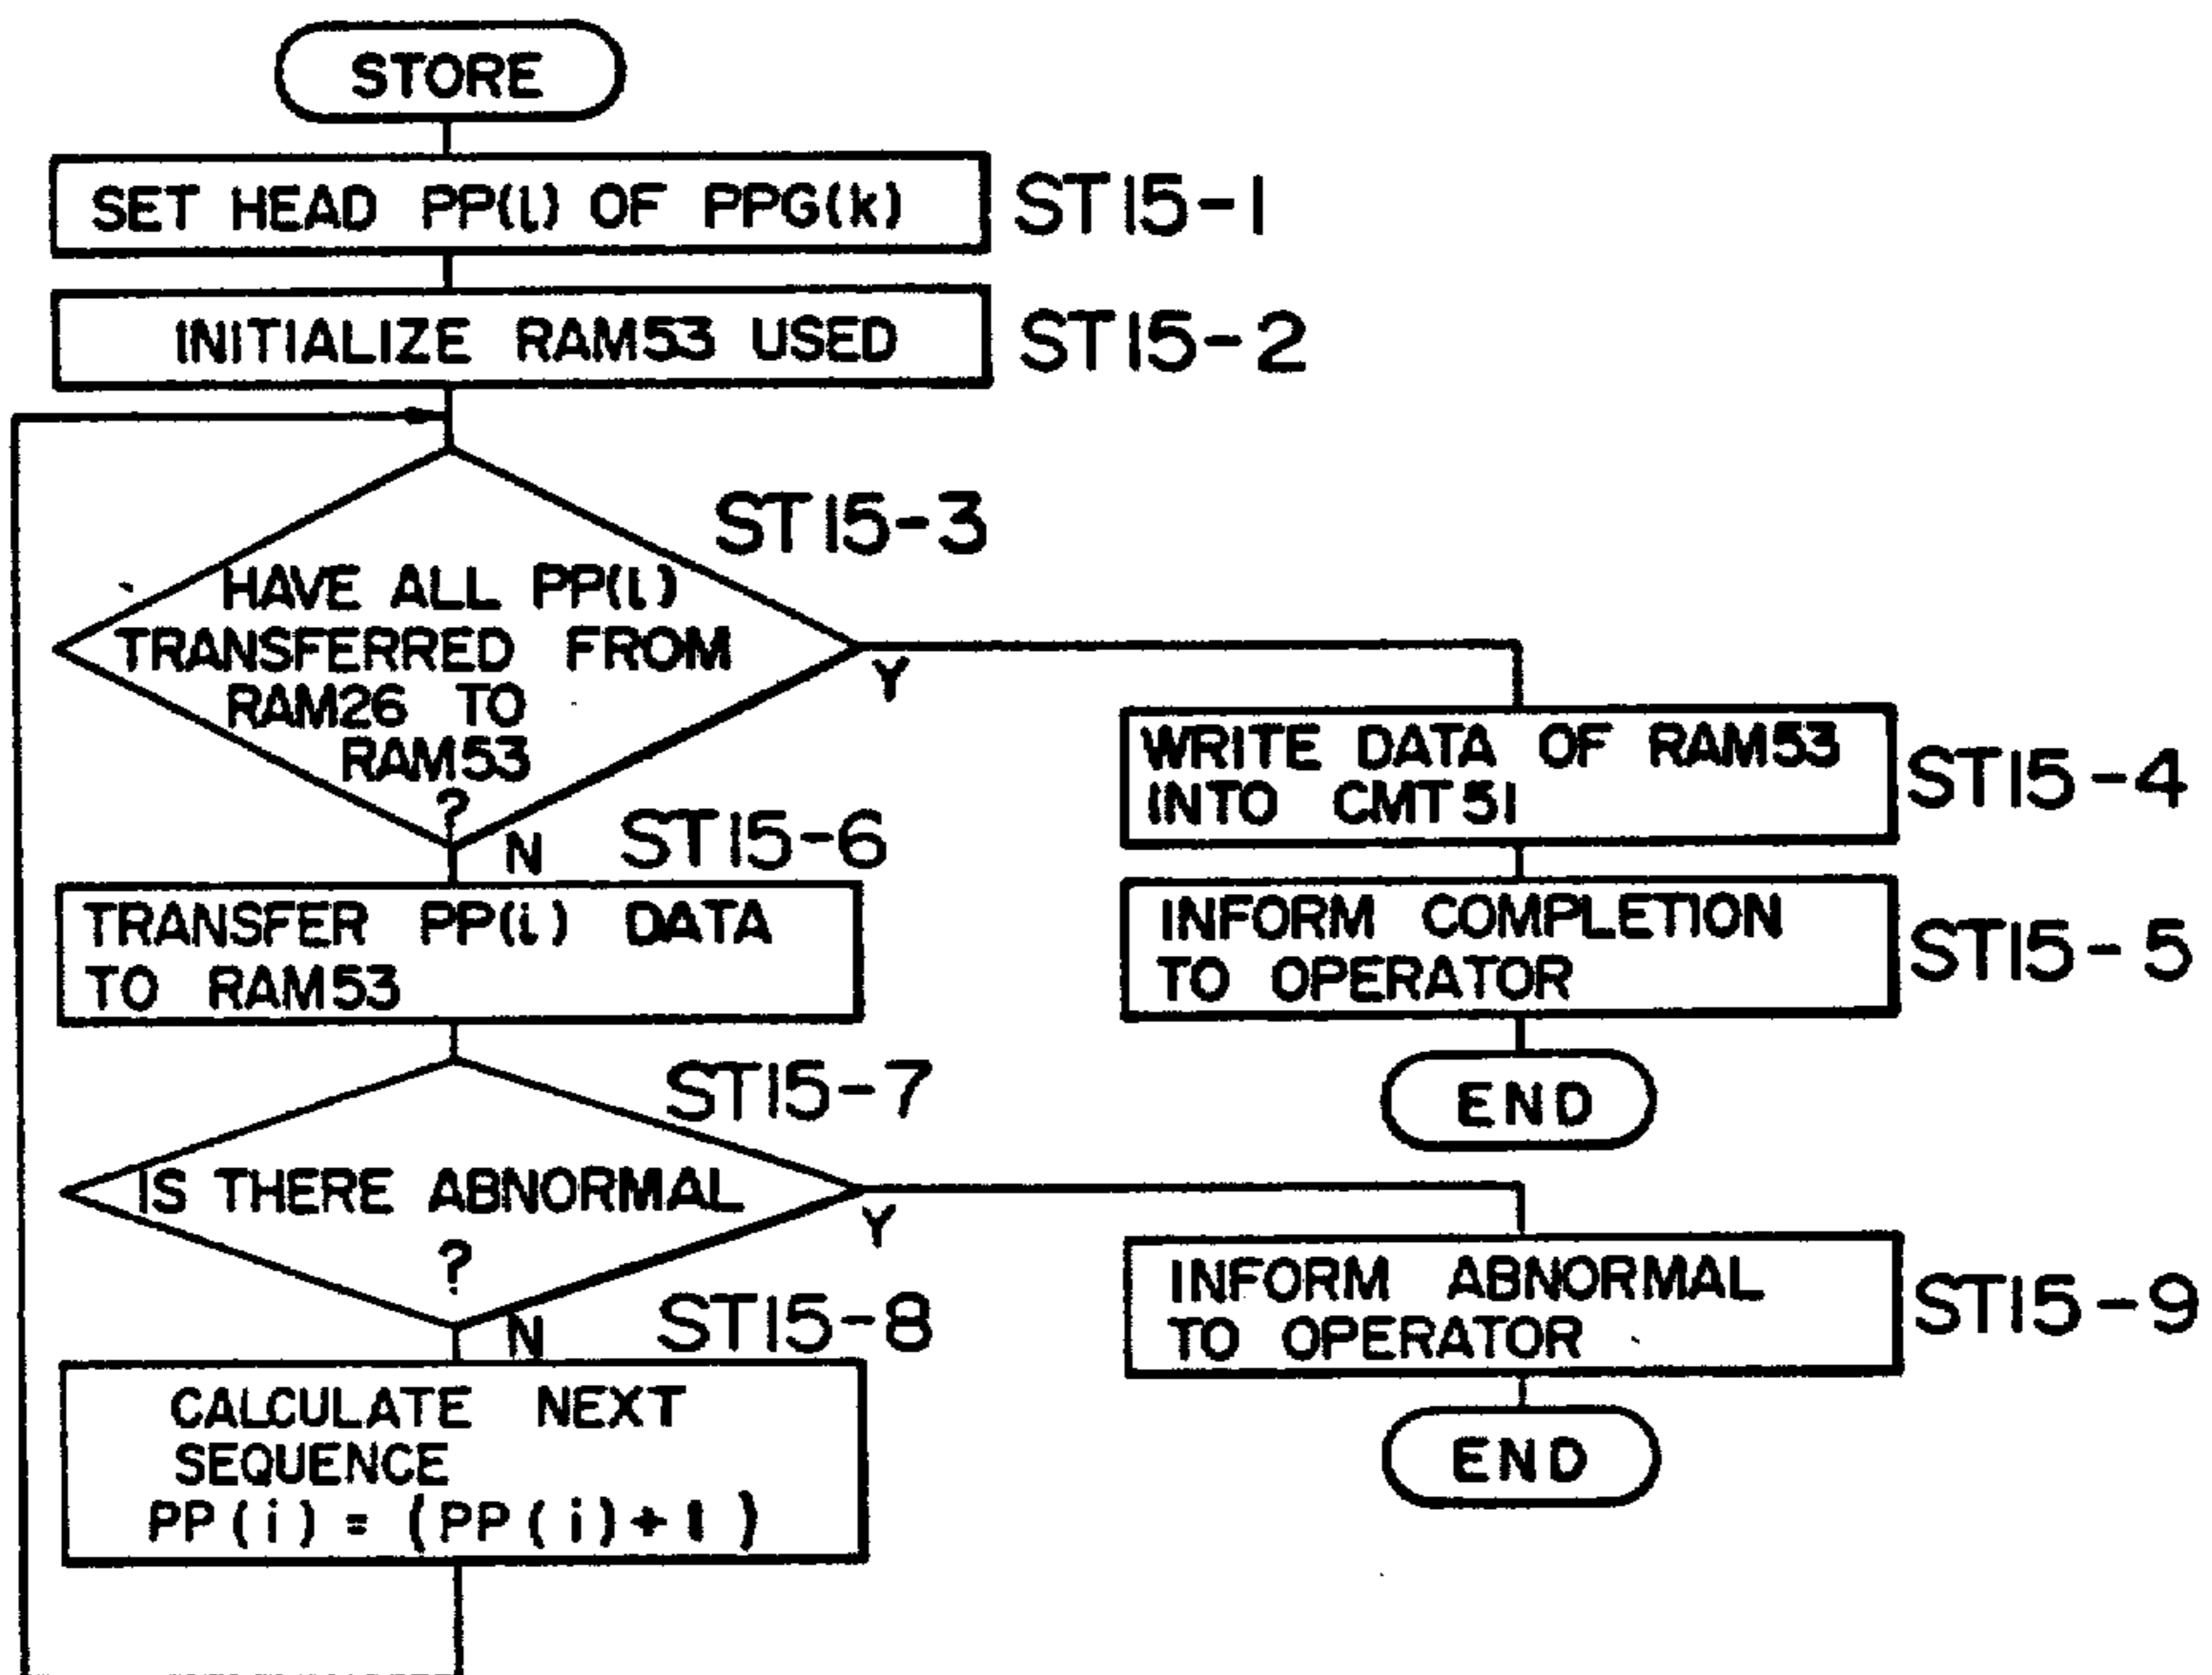 STORE
SET HEAD PP(i) OF PPG(k)
ST15-1
INITIALIZE RAM53 USED
ST15-2
ST15-3
HAVE ALL PP(i)
TRANSFERRED FROM
RAM26 TO
RAM53
?
Y
N
WRITE DATA OF RAM53
INTO CMT51
ST15-4
ST15-6
TRANSFER PP(i) DATA
TO RAM53
INFORM COMPLETION
TO OPERATOR
ST15-5
END
ST15-7
IS THERE ABNORMAL
?
Y
N
INFORM ABNORMAL
TO OPERATOR
ST15-9
END
ST15-8
CALCULATE NEXT
SEQUENCE
PP(i) = (PP(i)+1)